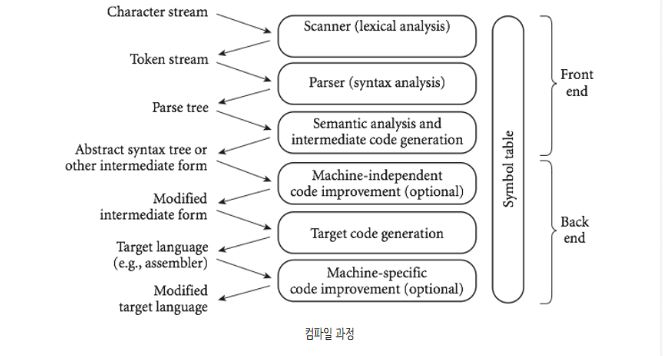 Character stream
Scanner (lexical analysis)
Token stream
Parser (syntax analysis)
Parse tree
Semantic analysis and
intermediate code generation
Abstract syntax tree or
other intermediate form
Machine-independent
code improvement (optional)
Modified
intermediate form
Target code generation
Target language
(e.g., assembler)
Machine-specific
code improvement (optional)
Modified
target language
Symbol table
Front
end
Back
end
컴파일 과정